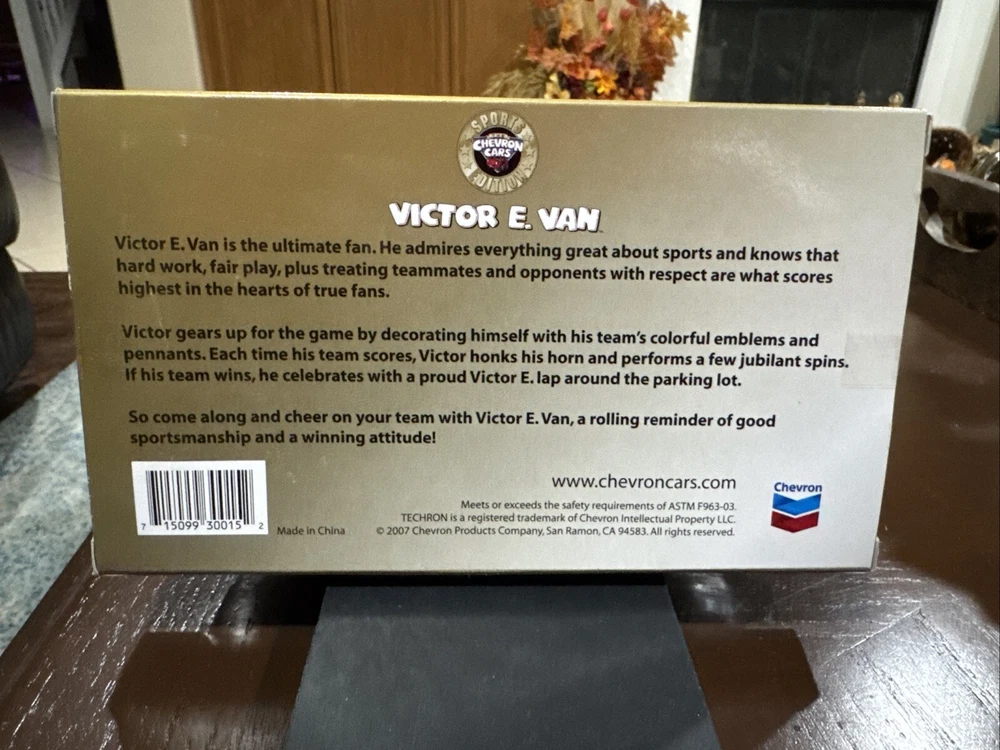 SPORTS
CHEVRON
CARS
EDITION
VICTOR E. VAN
Victor E. Van is the ultimate fan. He admires everything great about sports and knows that
hard work, fair play, plus treating teammates and opponents with respect are what scores
highest in the hearts of true fans.
Victor gears up for the game by decorating himself with his team's colorful emblems and
pennants. Each time his team scores, Victor honks his horn and performs a few jubilant spins.
If his team wins, he celebrates with a proud Victor E. lap around the parking lot.
So come along and cheer on your team with Victor E. Van, a rolling reminder of good
sportsmanship and a winning attitude!
www.chevroncars.com
Chevron
Meets or exceeds the safety requirements of ASTM F963-03.
TECHRON is a registered trademark of Chevron Intellectual Property LLC.
© 2007 Chevron Products Company, San Ramon, CA 94583. All rights reserved.
Made in China
7 15099 30015 2